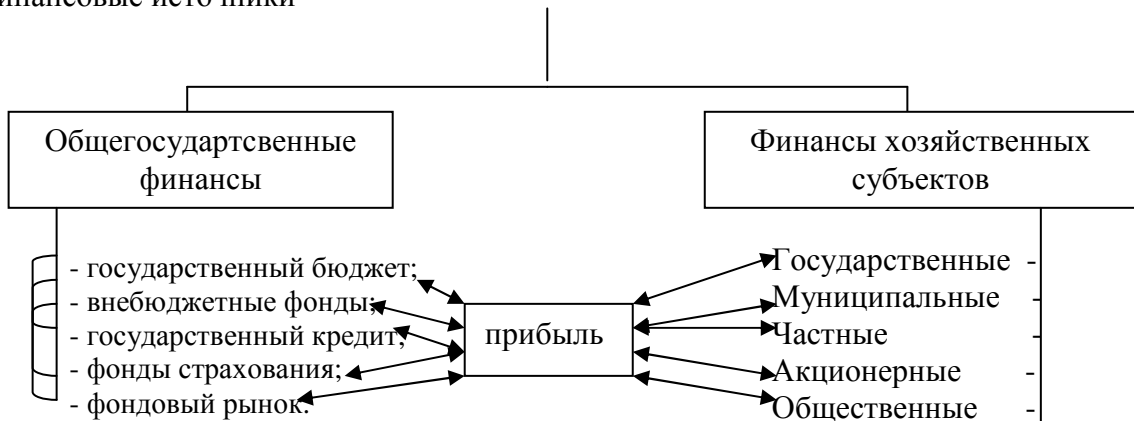 Общегосудартсвенные
финансы
Финансы хозяйственных
субъектов
- государственный бюджет;
- внебюджетные фонды;
- государственный кредит;
- фонды страхования;
- фондовый рынок.
прибыль
Государственные -
Муниципальные -
Частные -
Акционерные
Общественные -